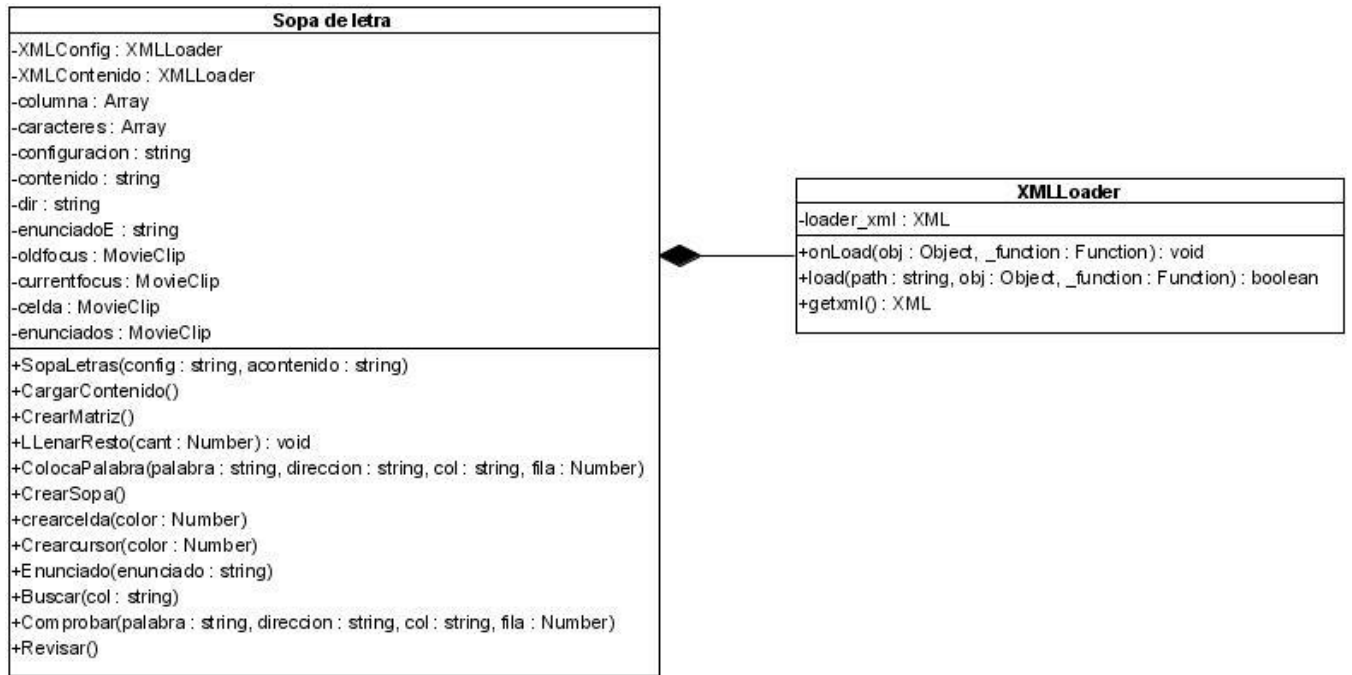 Sopa de letra
-XMLConfig : XMLLoader
-XMLContenido : XMLLoader
-columna : Array
-caracteres : Array
-configuracion : string
-contenido : string
-dir : string
-enunciadoE : string
-oldfocus : MovieClip
-currentfocus : MovieClip
-celda : MovieClip
-enunciados : MovieClip
+SopaLetras(config : string, acontenido : string)
+CargarContenido()
+CrearMatriz()
+LLenarResto(cant : Number) : void
+ColocaPalabra(palabra : string, direccion : string, col : string, fila : Number)
+CrearSopa()
+crearcelda(color : Number)
+Crearcursor(color : Number)
+Enunciado(enunciado : string)
+Buscar(col : string)
+Comprobar(palabra : string, direccion : string, col : string, fila : Number)
+Revisar()
XMLLoader
-loader_xml : XML
+onLoad(obj : Object, _function : Function) : void
+load(path : string, obj : Object, _function : Function) : boolean
+getxml() : XML